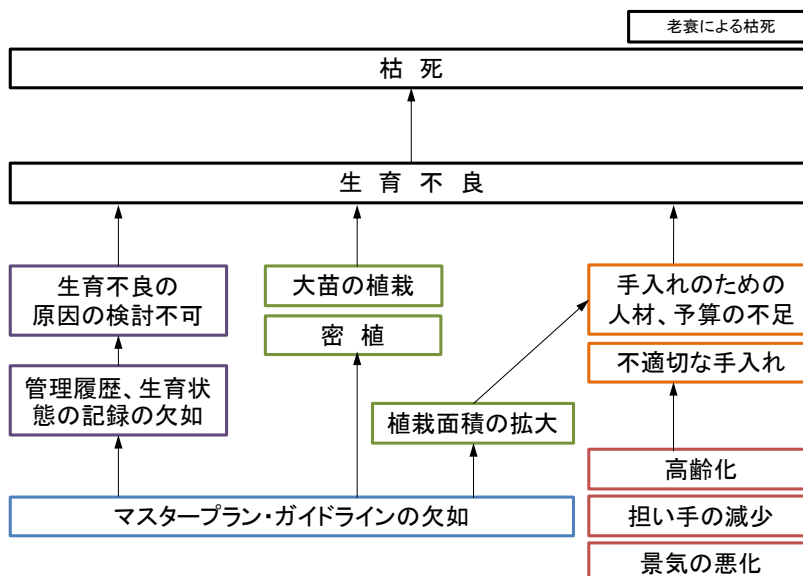 老衰による枯死
枯 死
生 育 不 良
生育不良の
原因の検討不可
大苗の植栽
手入れのための
人材、予算の不足
密 植
不適切な手入れ
管理履歴、生育状
態の記録の欠如
植栽面積の拡大
高齢化
マスタープラン・ガイドラインの欠如
担い手の減少
景気の悪化